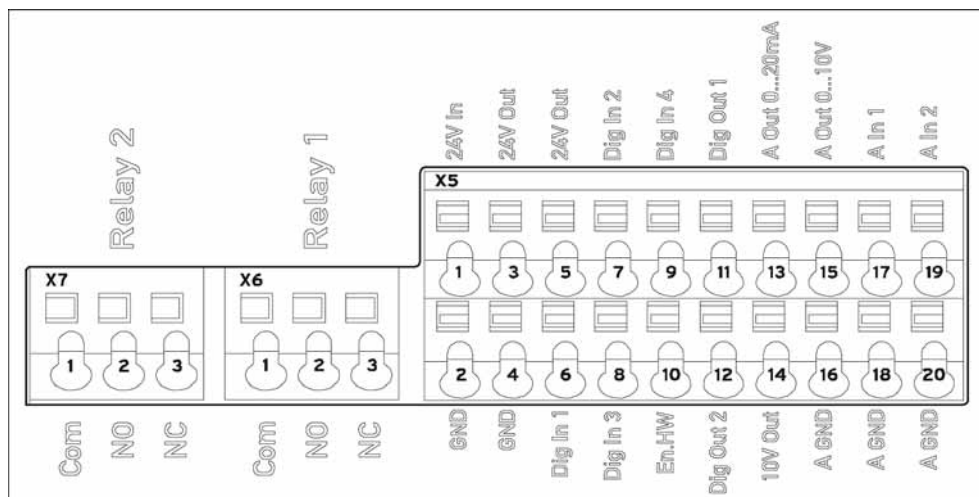 Relay 2
Relay 1
24V In
24V Out
24V Out
Dig In 2
Dig In 4
Dig Out 1
A Out 0...20mA
A Out 0...10V
A In 1
A In 2
X5
1 3 5 7 9 11 13 15 17 19
X7
X6
1 2 3
1 2 3
2 4 6 8 10 12 14 16 18 20
Com
NO
NC
Com
NO
NC
GND
GND
Dig In 1
Dig In 3
En.HW
Dig Out 2
10V Out
A GND
A GND
A GND